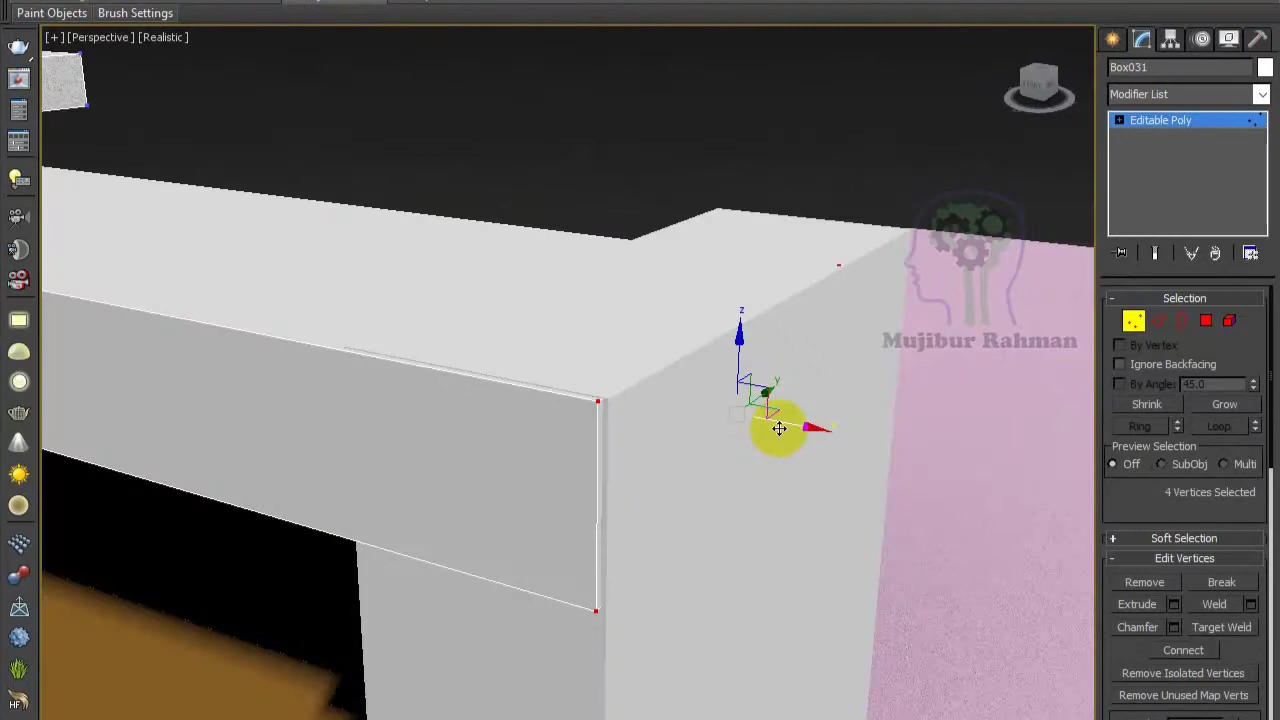 Paint Objects
Brush Settings
[+] [Perspective ] [Realistic ]
Box031
Modifier List
Editable Poly
z
y
Mujibur Rahman
Selection
By Vertex
Ignore Backfacing
By Angle: 45.0
Shrink
Grow
Ring
Loop
Preview Selection
Off
SubObj
Multi
4 Vertices Selected
Soft Selection
Edit Vertices
Remove
Break
Extrude
Weld
Chamfer
Target Weld
Connect
Remove Isolated Vertices
Remove Unused Map Verts
HF